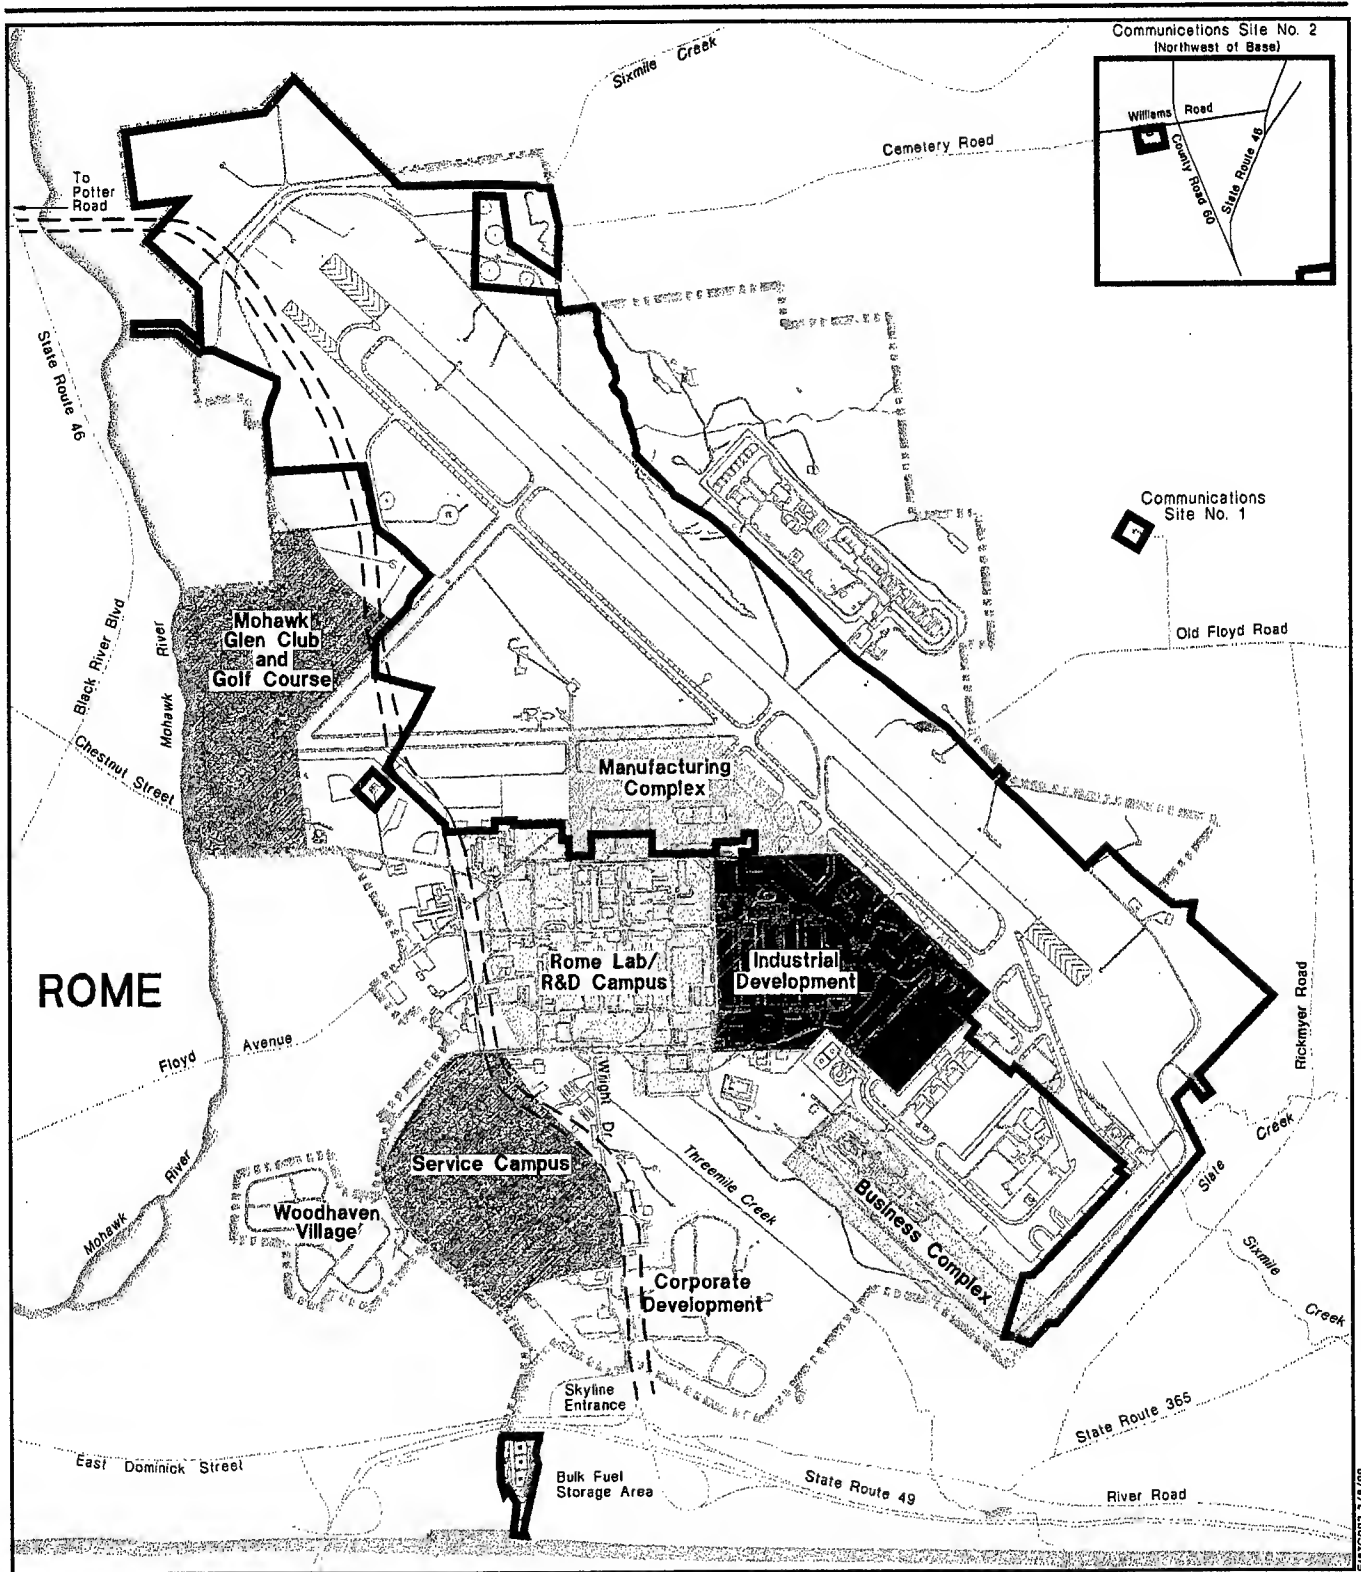 Communications Site No. 2
(Northwest of Base)
Williams Road
County Road 60
State Route 46
Sixmile Creek
Cemetery Road
To
Potter
Road
State Route 46
Communications
Site No. 1
Old Floyd Road
Black River Blvd
Mohawk River
Mohawk
Glen Club
and
Golf Course
Chestnut Street
Manufacturing
Complex
ROME
Rome Lab/
R&D Campus
Industrial
Development
Rickmyer Road
Floyd Avenue
Wright Dr.
Threemile Creek
Service Campus
Woodhaven
Village
Mohawk River
Business Complex
Slate Creek
Sixmile Creek
Corporate
Development
Skyline
Entrance
State Route 365
East Dominick Street
Bulk Fuel
Storage Area
State Route 49
River Road